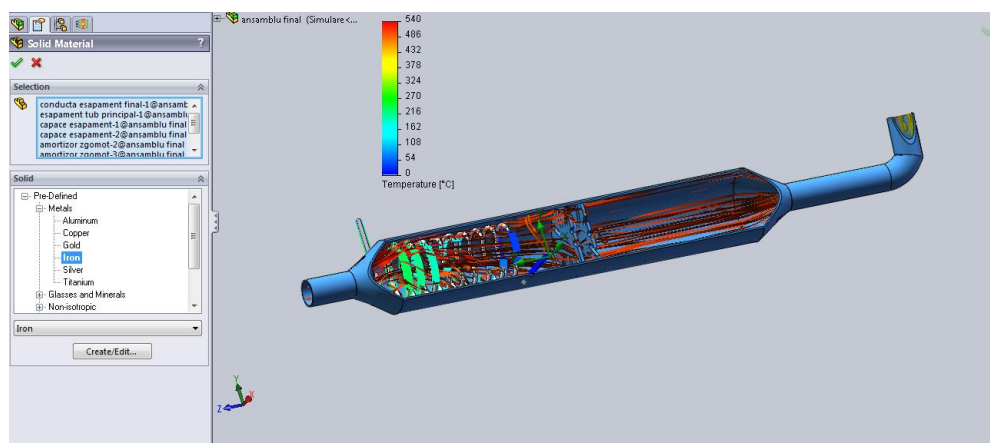 ansamblu final (Simulare<...
Solid Material
?
Selection
conducta esapament final-1@ansamb
esapament tub principal-1@ansamblu
capace esapament-1@ansamblu final
capace esapament-2@ansamblu final
amortizor zgomot-2@ansamblu final
amortizor zgomot-3@ansamblu final
Solid
Pre-Defined
Metals
Aluminum
Copper
Gold
Iron
Silver
Titanium
Glasses and Minerals
Non-isotropic
Iron
Create/Edit...
540
486
432
378
324
270
216
162
108
54
0
Temperature [°C]
Y
X
Z